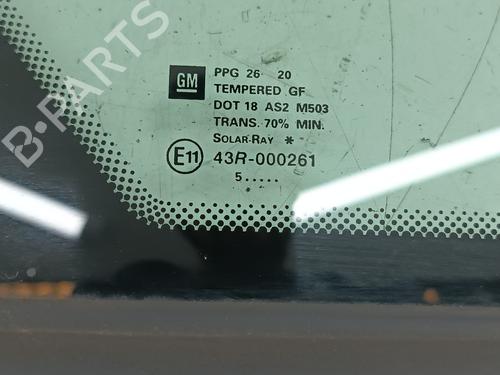 GM
PPG 26 20
TEMPERED GF
DOT 18 AS2 M503
TRANS. 70% MIN.
SOLAR-RAY *
E11 43R-000261
5.....